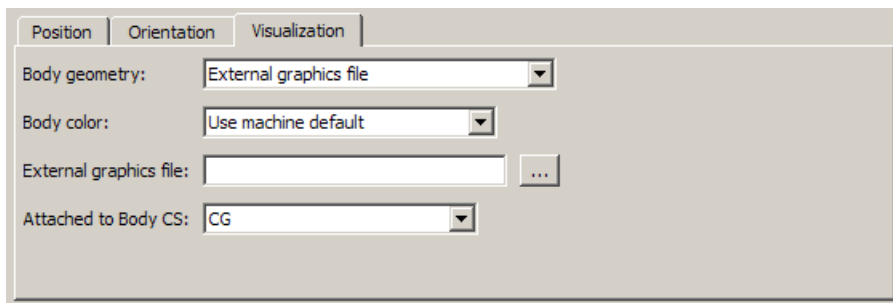 Position Orientation Visualization
Body geometry: External graphics file
Body color: Use machine default
External graphics file: ...
Attached to Body CS: CG